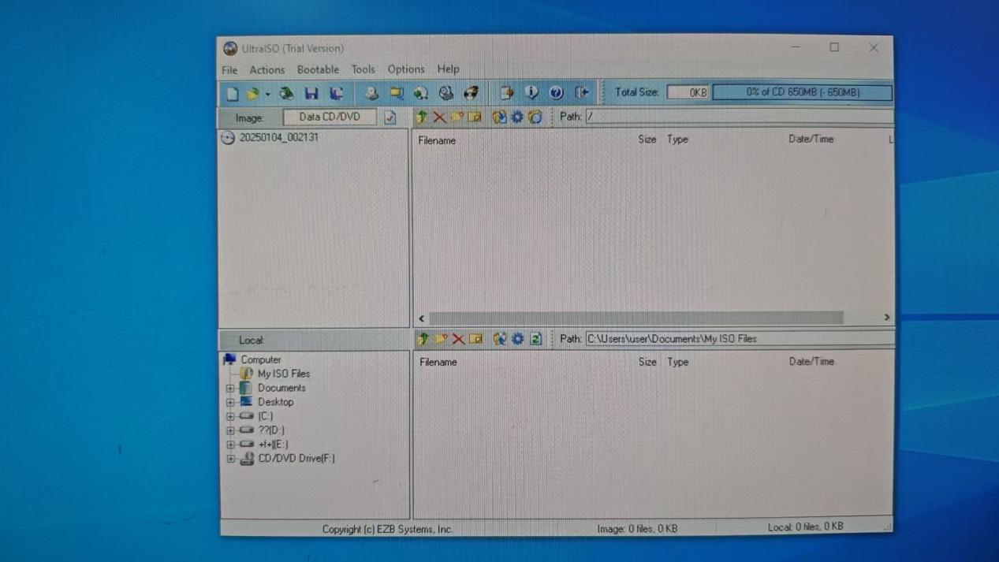 UltraISO (Trial Version)
File Actions Bootable Tools Options Help
Total Size: 0KB 0% of CD 650MB (- 650MB)
Image: Data CD/DVD Path: /
20250104_002131
Filename Size Type Date/Time L
Local: Path: C:\Users\user\Documents\My ISO Files
Computer
My ISO Files
Documents
Desktop
(C:)
??(D:)
+f+|(E:)
CD/DVD Drive(F:)
Filename Size Type Date/Time
Copyright (c) EZB Systems, Inc. Image: 0 files, 0 KB Local: 0 files, 0 KB